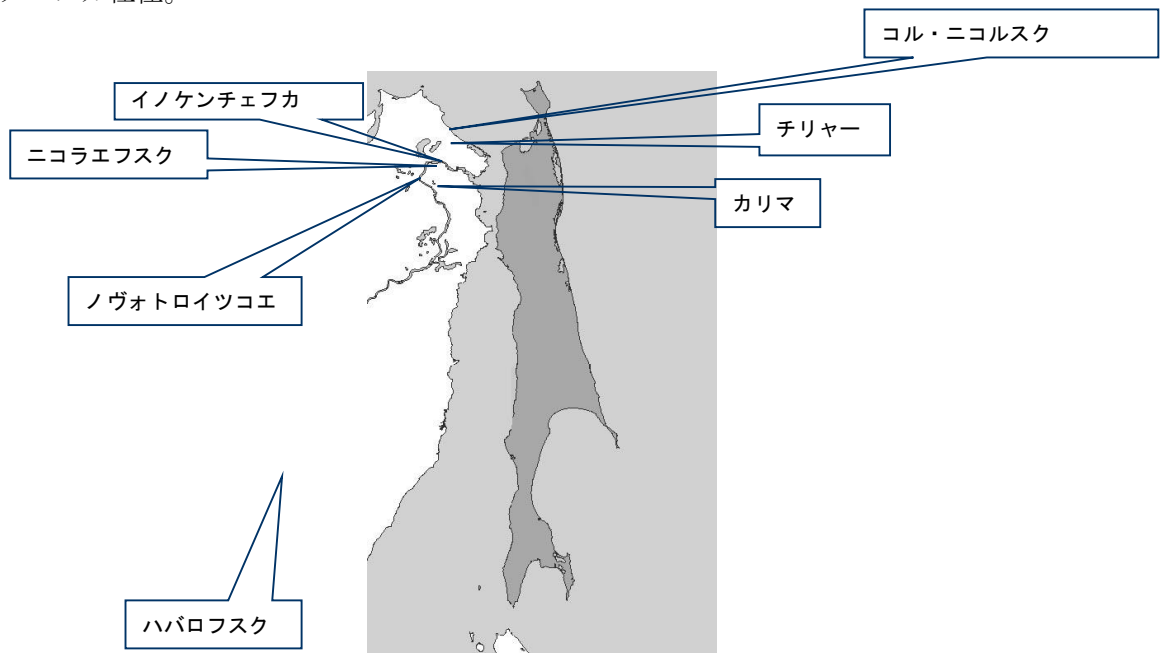 コル・ニコルスク
イノケンチェフカ
チリャー
ニコラエフスク
カリマ
ノヴォトロイツコエ
ハバロフスク